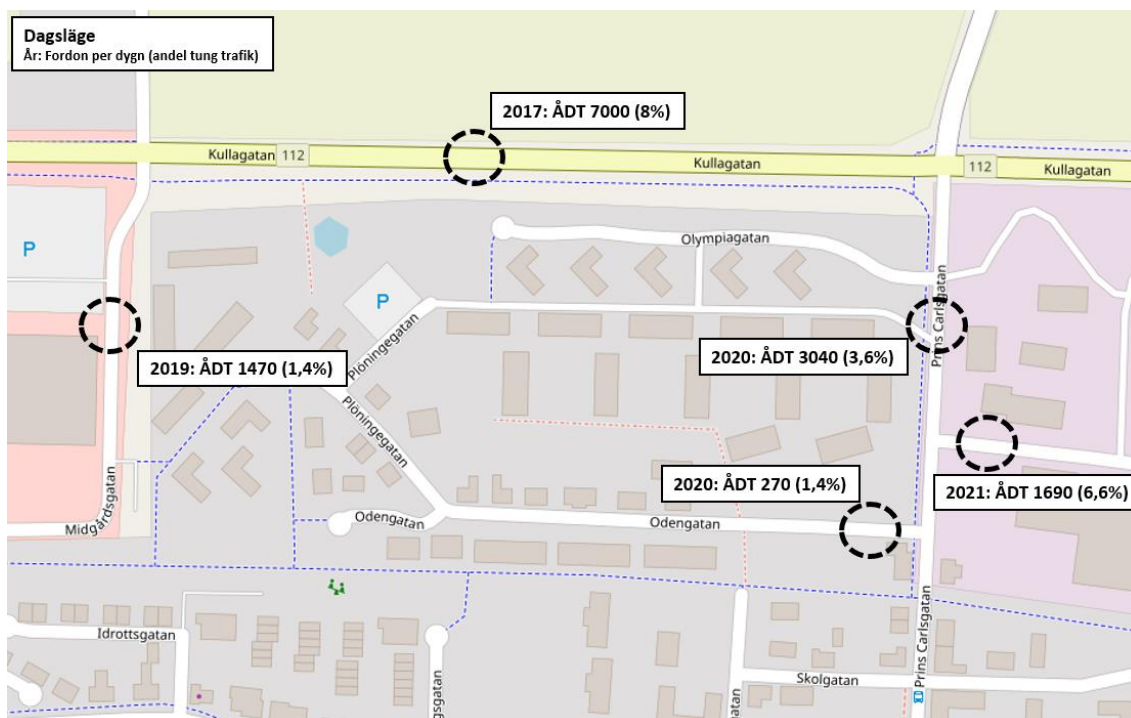 Dagsläge
År: Fordon per dygn (andel tung trafik)
2017: ÅDT 7000 (8%)
Kullagatan
112
Kullagatan
112
Kullagatan
Olympiagatan
P
P
Prins Carlsgatan
2019: ÅDT 1470 (1,4%)
Plöningegatan
2020: ÅDT 3040 (3,6%)
Plöningegatan
2020: ÅDT 270 (1,4%)
2021: ÅDT 1690 (6,6%)
Midgårdsgatan
Odengatan
Odengatan
Idrottsgatan
Prins Carlsgatan
Skolgatan
gsgatan
gatan